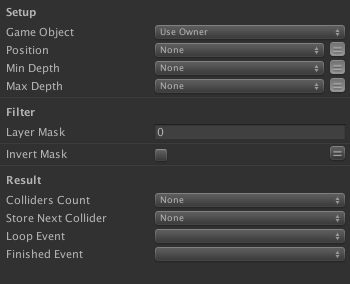 Setup
Game Object Use Owner
Position None
Min Depth None
Max Depth None
Filter
Layer Mask 0
Invert Mask
Result
Colliders Count None
Store Next Collider None
Loop Event
Finished Event